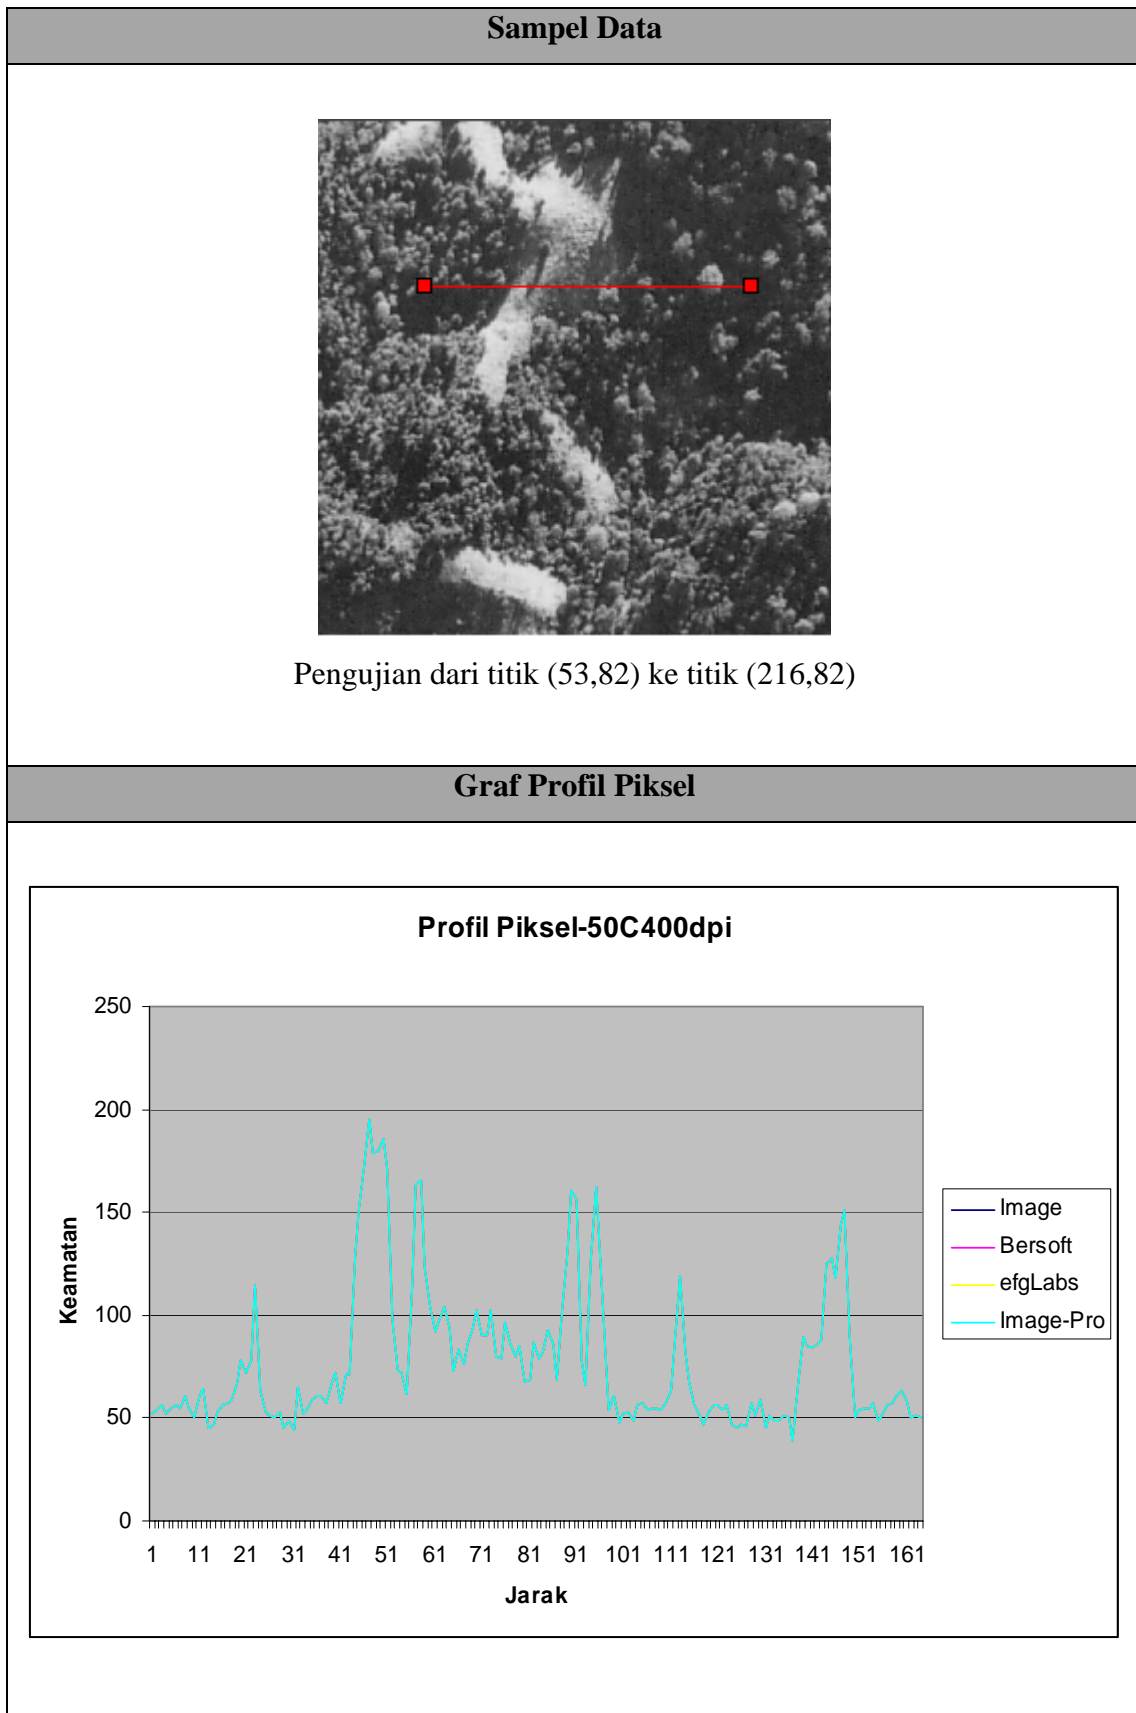 Sampel Data
Pengujian dari titik (53,82) ke titik (216,82)
Graf Profil Piksel
Profil Piksel-50C400dpi
250
200
150
100
50
0
Keamatan
1 11 21 31 41 51 61 71 81 91 101 111 121 131 141 151 161
Jarak
Image
Bersoft
efgLabs
Image-Pro